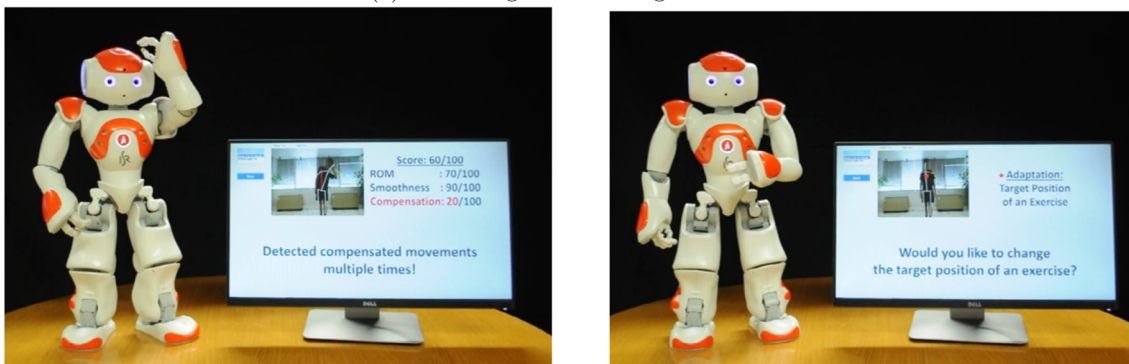 Score: 60/100
ROM : 70/100
Smoothness : 90/100
Compensation: 20/100
Detected compensated movements
multiple times!
DELL
* Adaptation:
Target Position
of an Exercise
Would you like to change
the target position of an exercise?
DELL